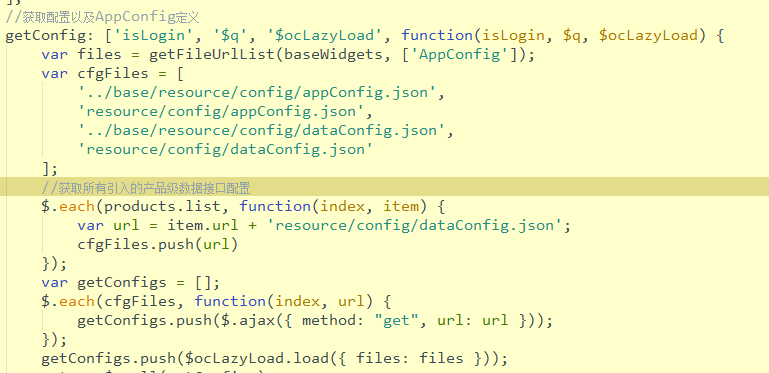 //获取配置以及AppConfig定义
getConfig: ['isLogin', '$q', '$ocLazyLoad', function(isLogin, $q, $ocLazyLoad) {
var files = getFileUrlList(baseWidgets, ['AppConfig']);
var cfgFiles = [
'../base/resource/config/appConfig.json',
'resource/config/appConfig.json',
'../base/resource/config/dataConfig.json',
'resource/config/dataConfig.json'
];
//获取所有引入的产品级数据接口配置
$.each(products.list, function(index, item) {
var url = item.url + 'resource/config/dataConfig.json';
cfgFiles.push(url)
});
var getConfigs = [];
$.each(cfgFiles, function(index, url) {
getConfigs.push($.ajax({ method: "get", url: url }));
});
getConfigs.push($ocLazyLoad.load({ files: files }));